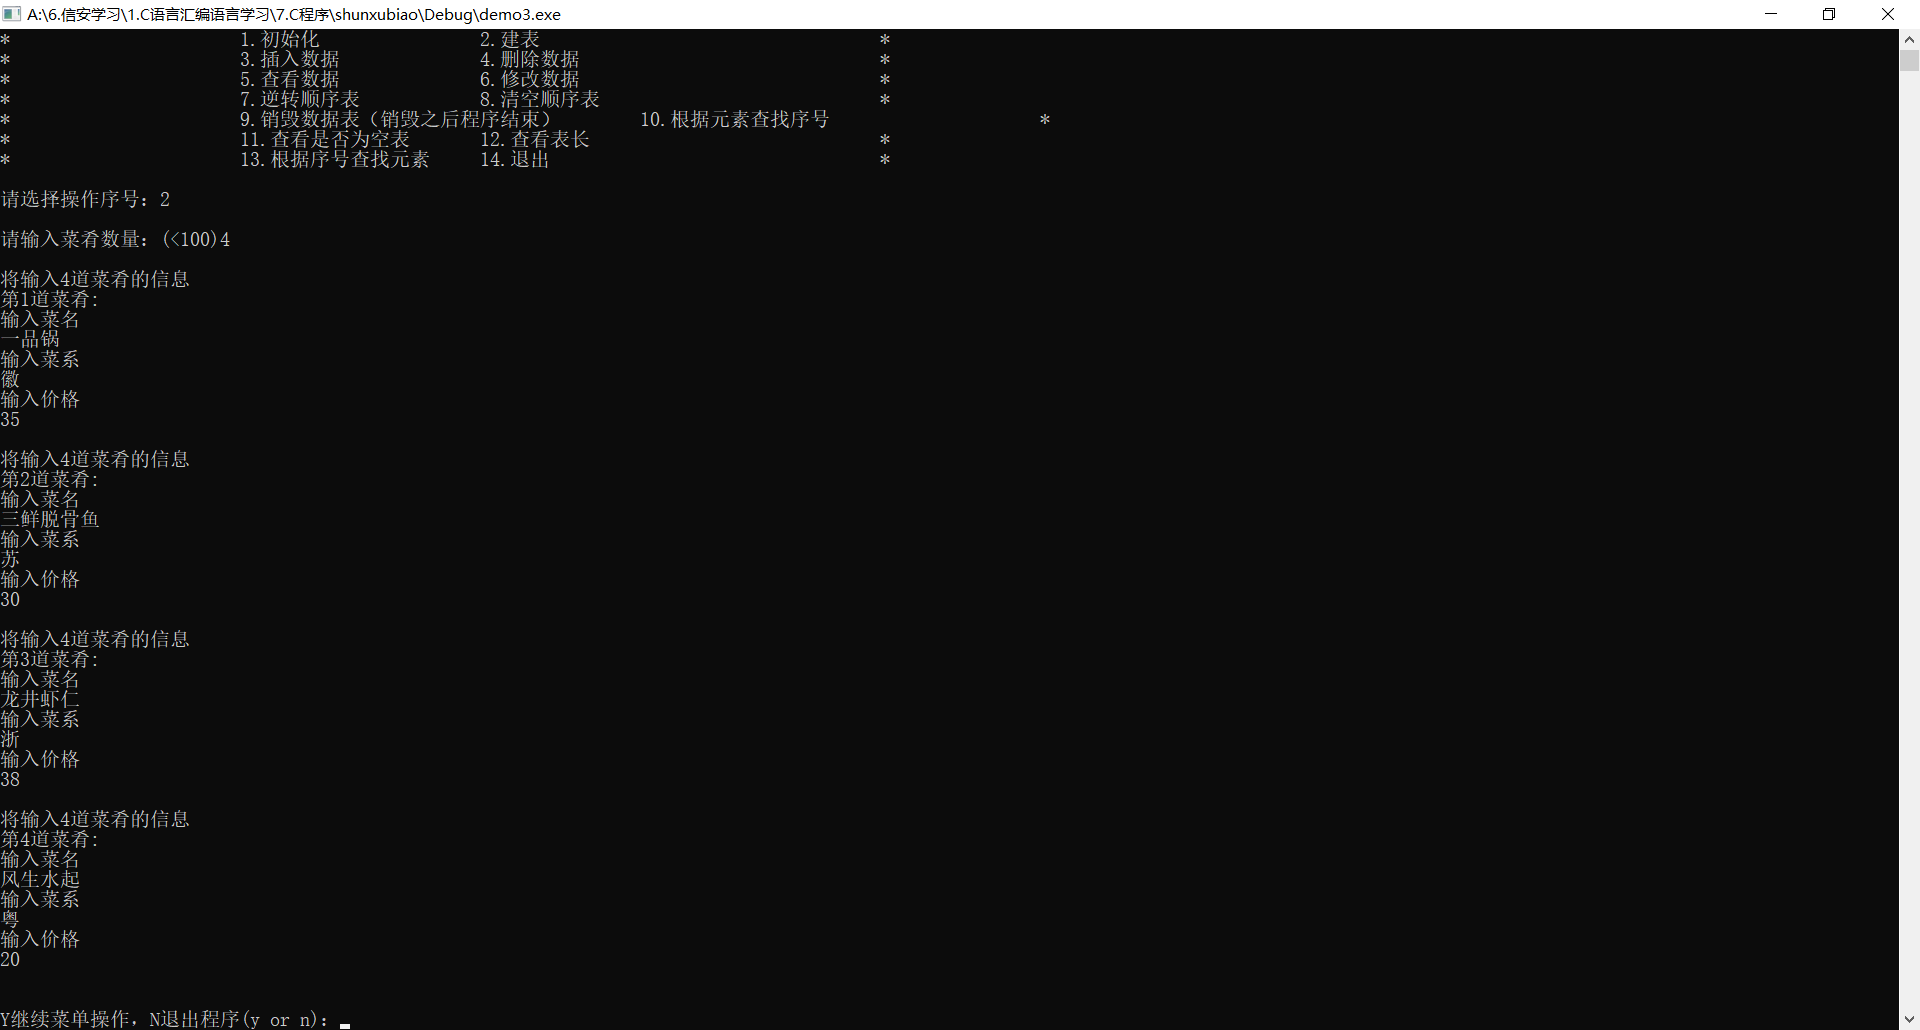 A:\6.信安学习\1.C语言汇编语言学习\7.C程序\shunxubiao\Debug\demo3.exe
* 1.初始化 2.建表 *
* 3.插入数据 4.删除数据 *
* 5.查看数据 6.修改数据 *
* 7.逆转顺序表 8.清空顺序表 *
* 9.销毁数据表（销毁之后程序结束） 10.根据元素查找序号 *
* 11.查看是否为空表 12.查看表长 *
* 13.根据序号查找元素 14.退出 *
请选择操作序号：2
请输入菜肴数量：(<100)4
将输入4道菜肴的信息
第1道菜肴:
输入菜名
一品锅
输入菜系
徽
输入价格
35
将输入4道菜肴的信息
第2道菜肴:
输入菜名
三鲜脱骨鱼
输入菜系
苏
输入价格
30
将输入4道菜肴的信息
第3道菜肴:
输入菜名
龙井虾仁
输入菜系
浙
输入价格
38
将输入4道菜肴的信息
第4道菜肴:
输入菜名
风生水起
输入菜系
粤
输入价格
20
Y继续菜单操作，N退出程序(y or n)：